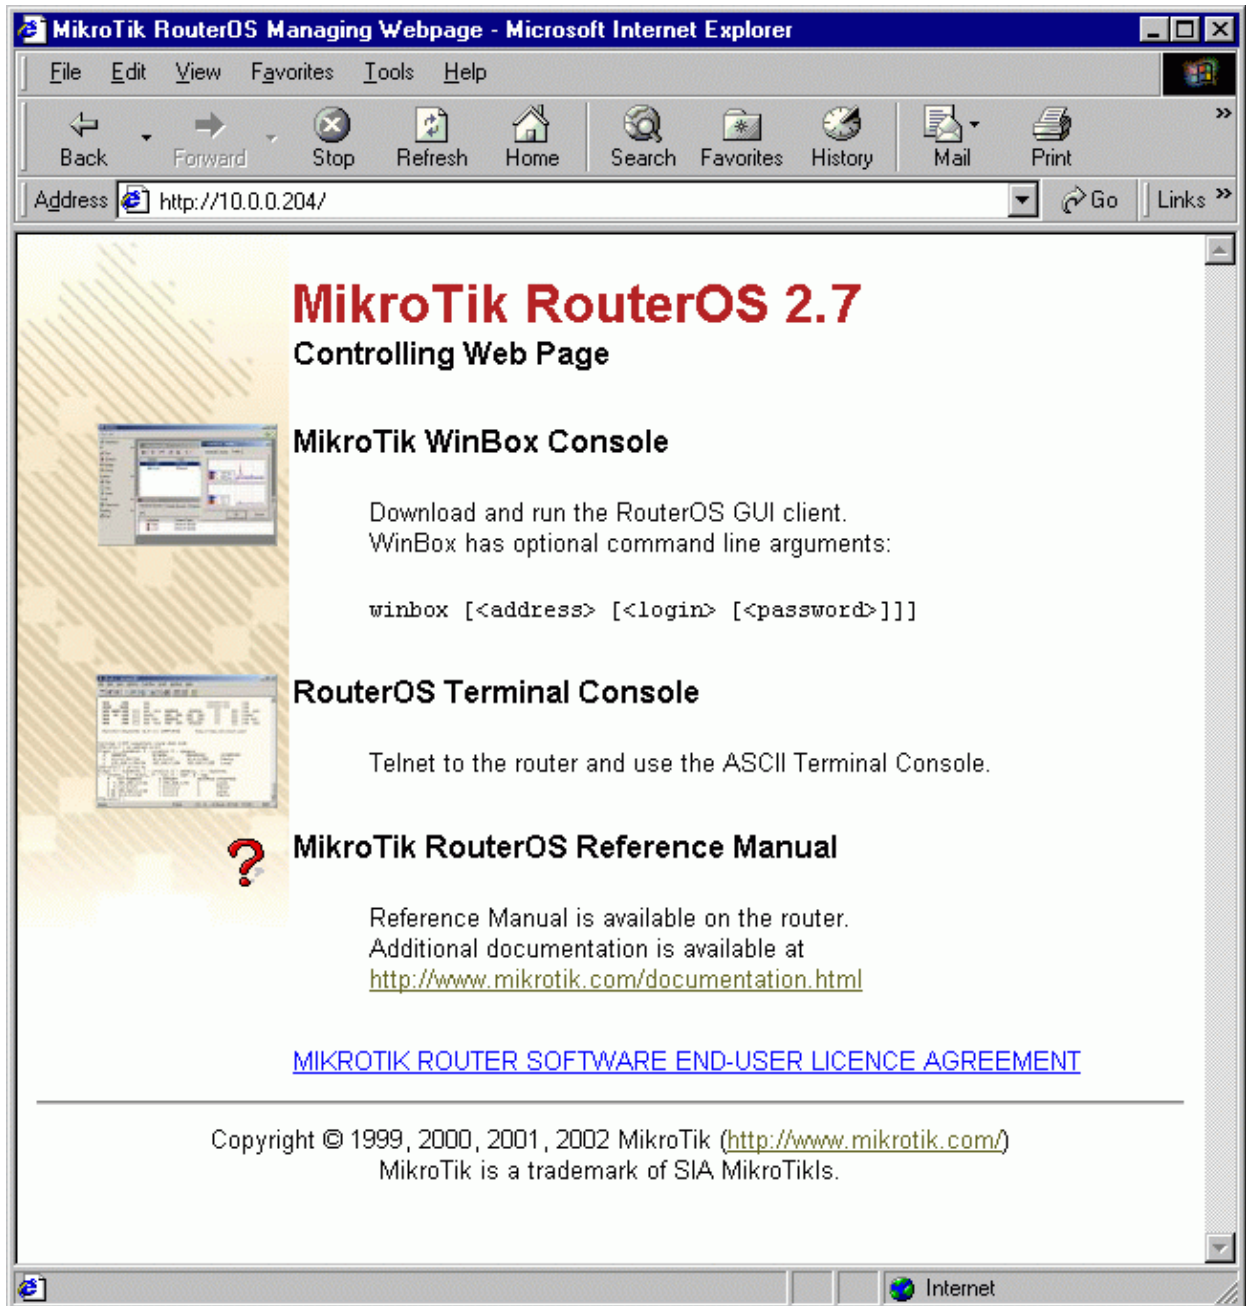 MikroTik RouterOS Managing Webpage - Microsoft Internet Explorer
File Edit View Favorites Tools Help
Back Forward Stop Refresh Home Search Favorites History Mail Print »
Address http://10.0.0.204/ Go Links »
MikroTik RouterOS 2.7
Controlling Web Page
MikroTik WinBox Console
Download and run the RouterOS GUI client.
WinBox has optional command line arguments:
winbox [<address> [<login> [<password>]]]
RouterOS Terminal Console
Telnet to the router and use the ASCII Terminal Console.
MikroTik RouterOS Reference Manual
Reference Manual is available on the router.
Additional documentation is available at
http://www.mikrotik.com/documentation.html
MIKROTIK ROUTER SOFTWARE END-USER LICENCE AGREEMENT
Copyright © 1999, 2000, 2001, 2002 MikroTik (http://www.mikrotik.com/)
MikroTik is a trademark of SIA MikroTikls.
Internet